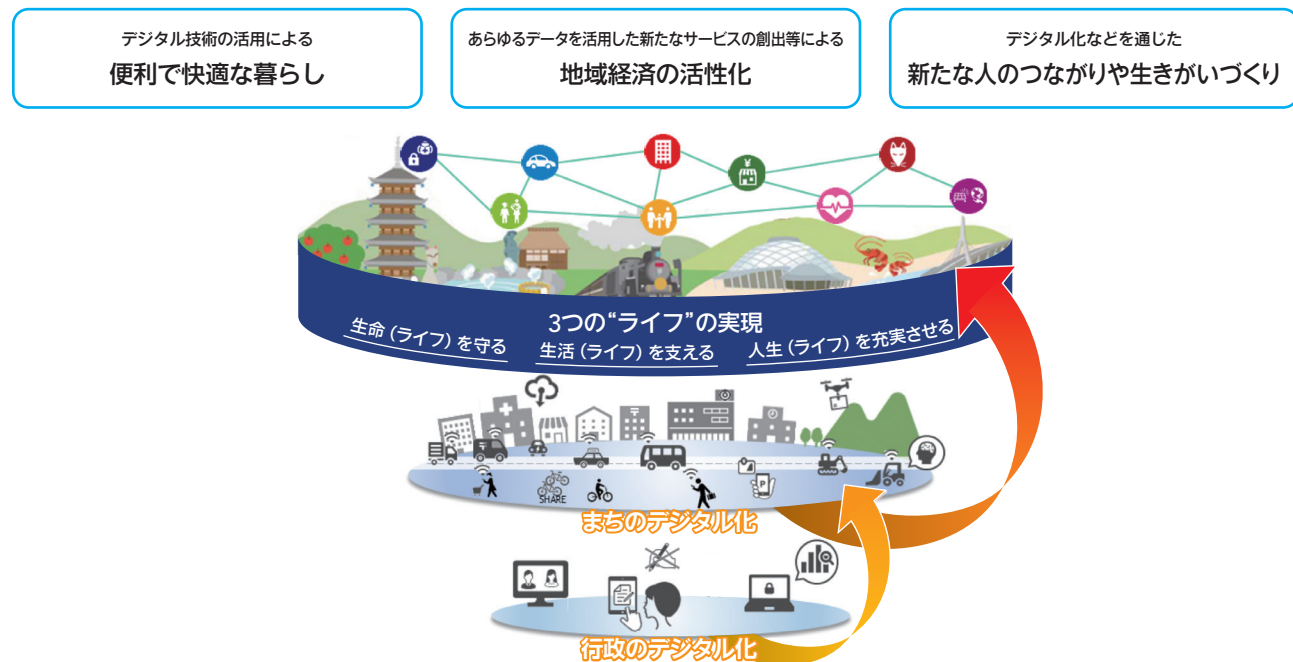 デジタル技術の活用による
便利で快適な暮らし
あらゆるデータを活用した新たなサービスの創出等による
地域経済の活性化
デジタル化などを通じた
新たな人のつながりや生きがいづくり
¥
3つの“ライフ”の実現
生命(ライフ)を守る
生活(ライフ)を支える
人生(ライフ)を充実させる
〒
〒
P
SHARE
まちのデジタル化
行政のデジタル化